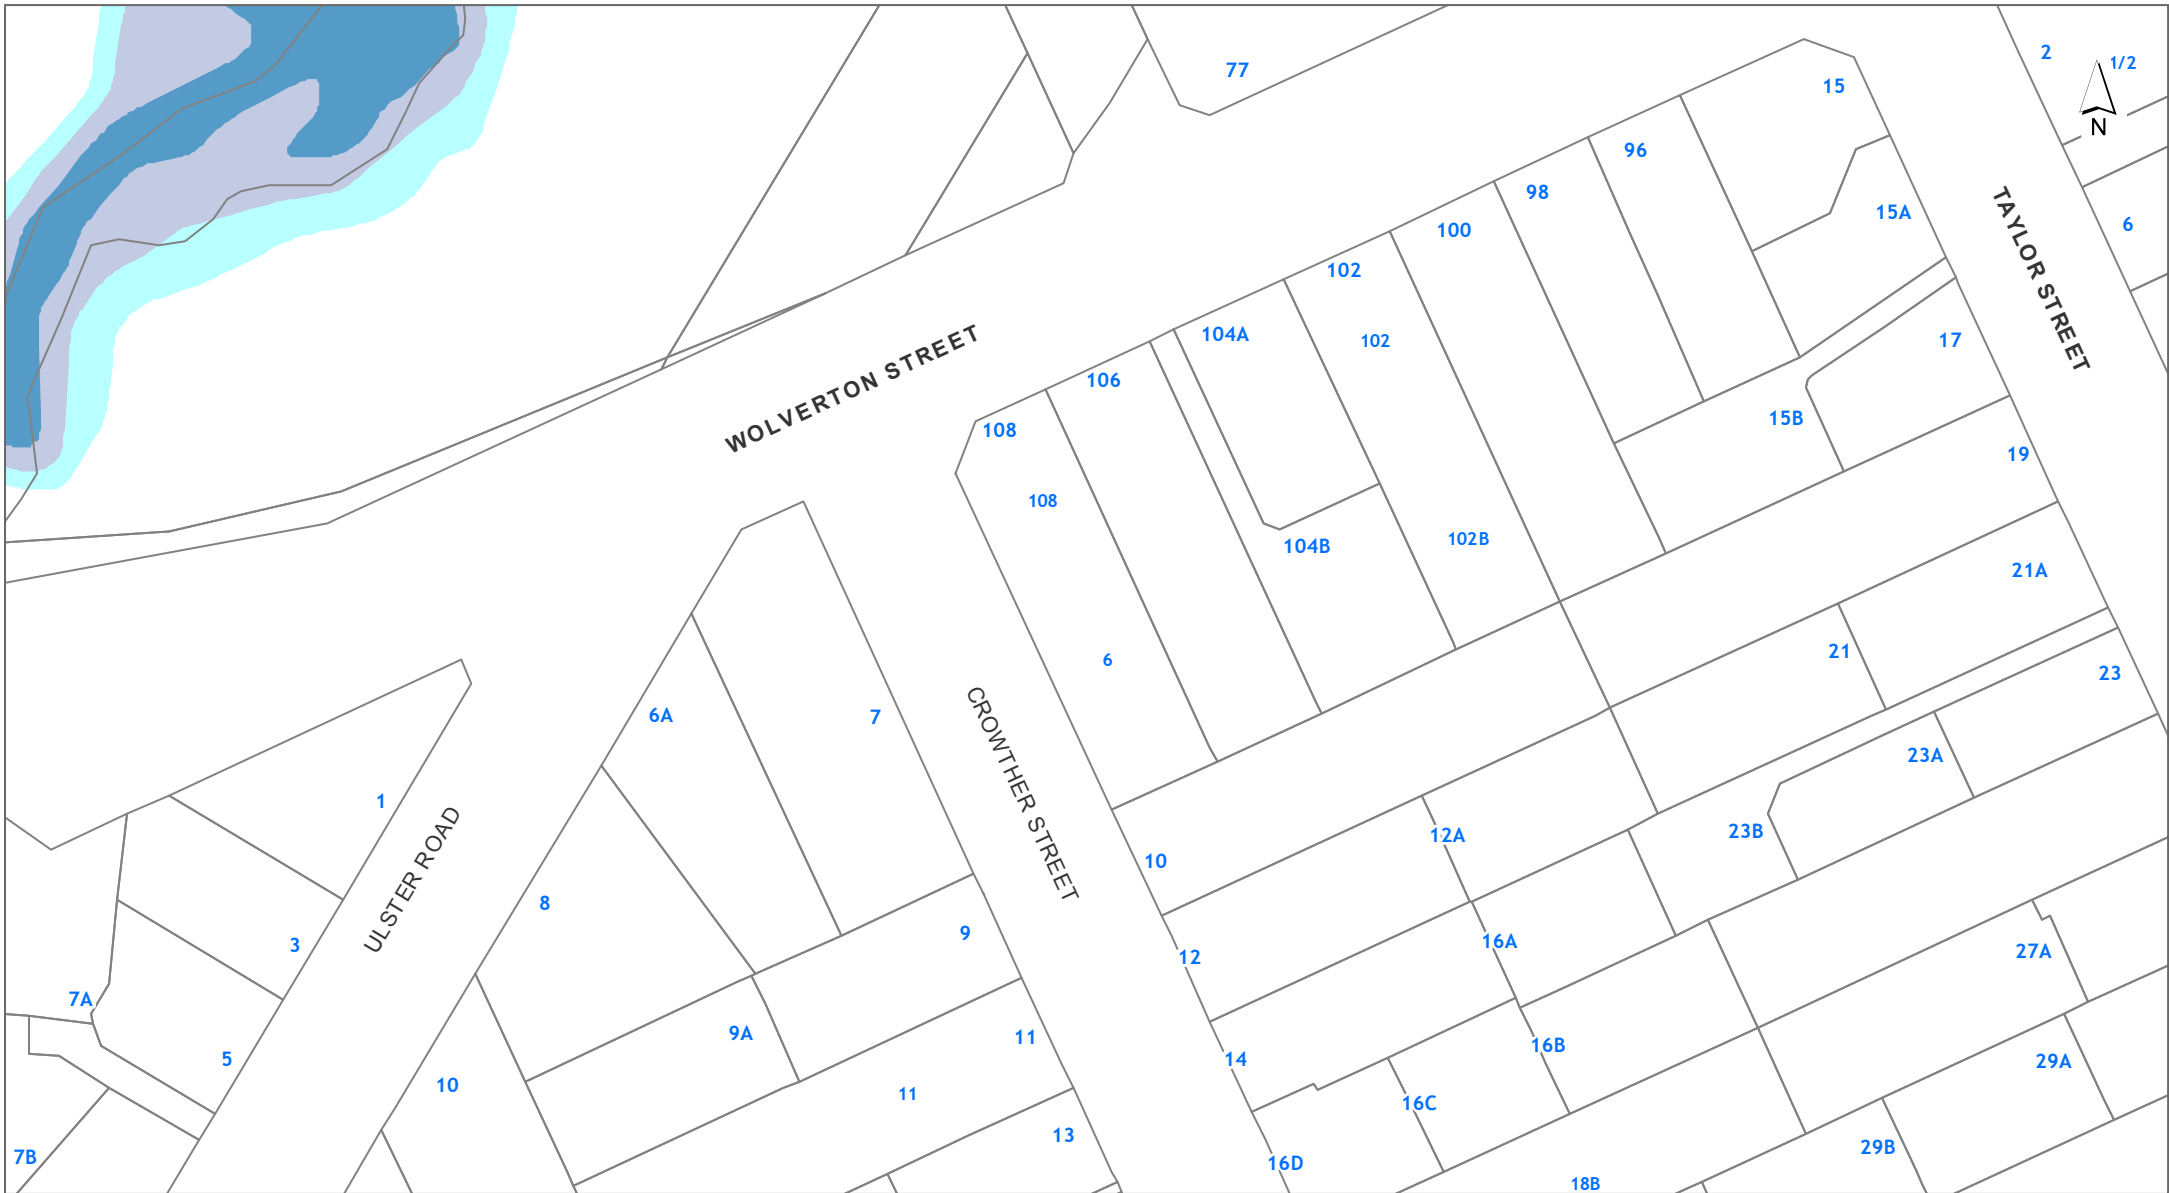 77
2
1/2
N
15
96
98
15A
100
6
102
104A
102
17
106
15B
108
19
108
102B
104B
21A
21
6
23
6A
7
23A
1
23B
12A
10
8
9
16A
3
27A
12
7A
9A
11
16B
5
14
29A
10
11
16C
13
29B
7B
16D
18B
WOLVERTON STREET
TAYLOR STREET
CROWTHER STREET
ULSTER ROAD